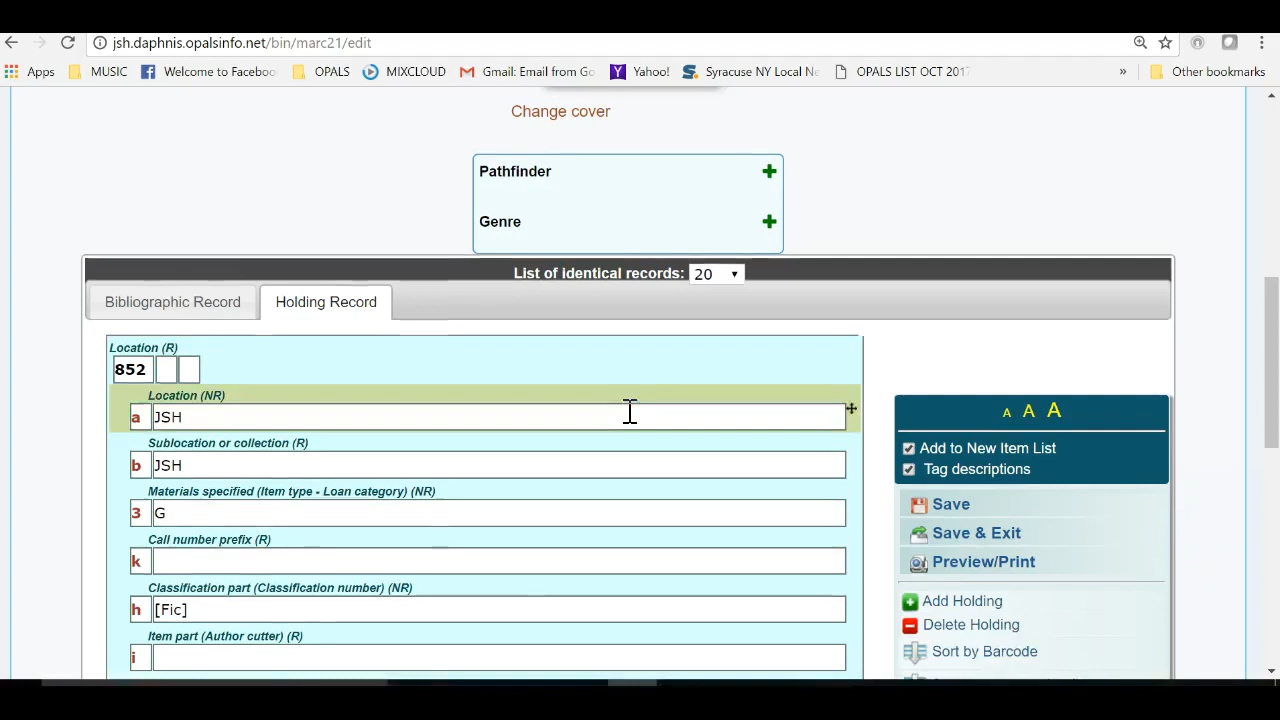 jsh.daphnis.opalsinfo.net/bin/marc21/edit
Apps MUSIC Welcome to Faceboo OPALS MIXCLOUD Gmail: Email from Go Yahoo! Syracuse NY Local Ne OPALS LIST OCT 2017 » Other bookmarks
Change cover
Pathfinder
Genre
List of identical records: 20
Bibliographic Record Holding Record
Location (R)
852
Location (NR)
a JSH
Sublocation or collection (R)
b JSH
Materials specified (Item type - Loan category) (NR)
3 G
Call number prefix (R)
k
Classification part (Classification number) (NR)
h [Fic]
Item part (Author cutter) (R)
i
A A A
Add to New Item List
Tag descriptions
Save
Save & Exit
Preview/Print
Add Holding
Delete Holding
Sort by Barcode